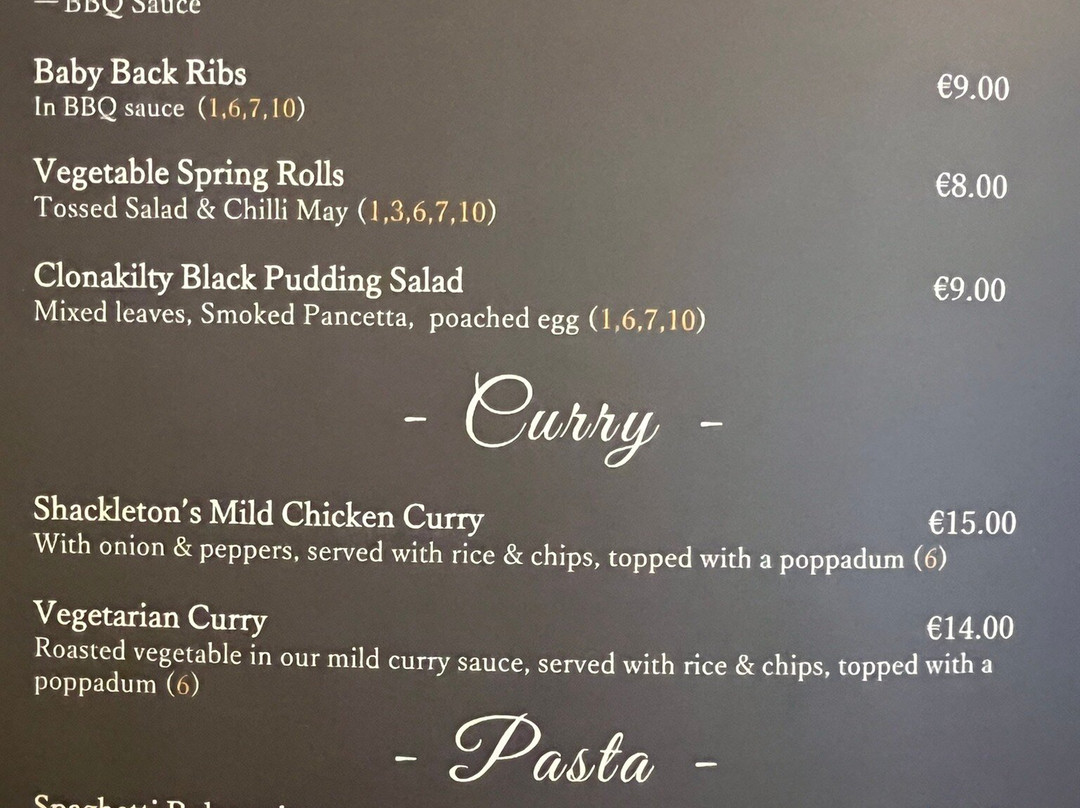 — BBQ Sauce
Baby Back Ribs €9.00
In BBQ sauce (1,6,7,10)
Vegetable Spring Rolls €8.00
Tossed Salad & Chilli May (1,3,6,7,10)
Clonakilty Black Pudding Salad €9.00
Mixed leaves, Smoked Pancetta, poached egg (1,6,7,10)
- Curry -
Shackleton's Mild Chicken Curry €15.00
With onion & peppers, served with rice & chips, topped with a poppadum (6)
Vegetarian Curry €14.00
Roasted vegetable in our mild curry sauce, served with rice & chips, topped with a
poppadum (6)
- Pasta -
Spaghetti